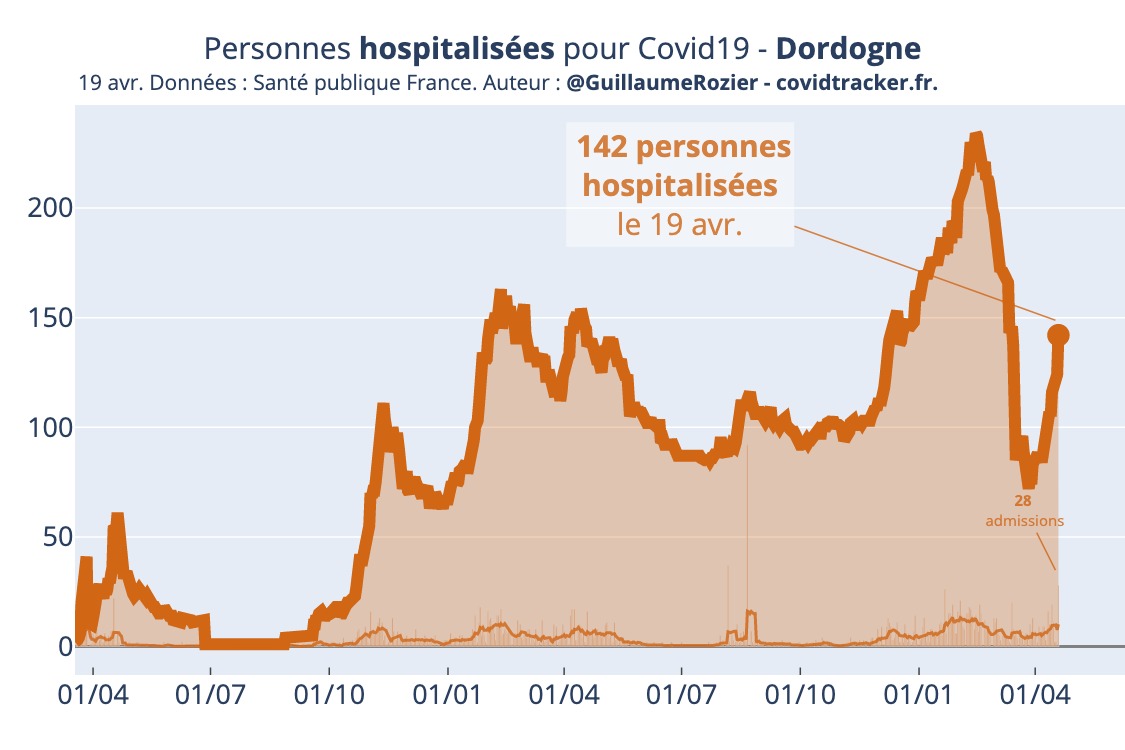 Personnes hospitalisées pour Covid19 - Dordogne
19 avr. Données : Santé publique France. Auteur : @GuillaumeRozier - covidtracker.fr.
142 personnes
hospitalisées
le 19 avr.
200
150
100
50
0
28
admissions
01/04 01/07 01/10 01/01 01/04 01/07 01/10 01/01 01/04